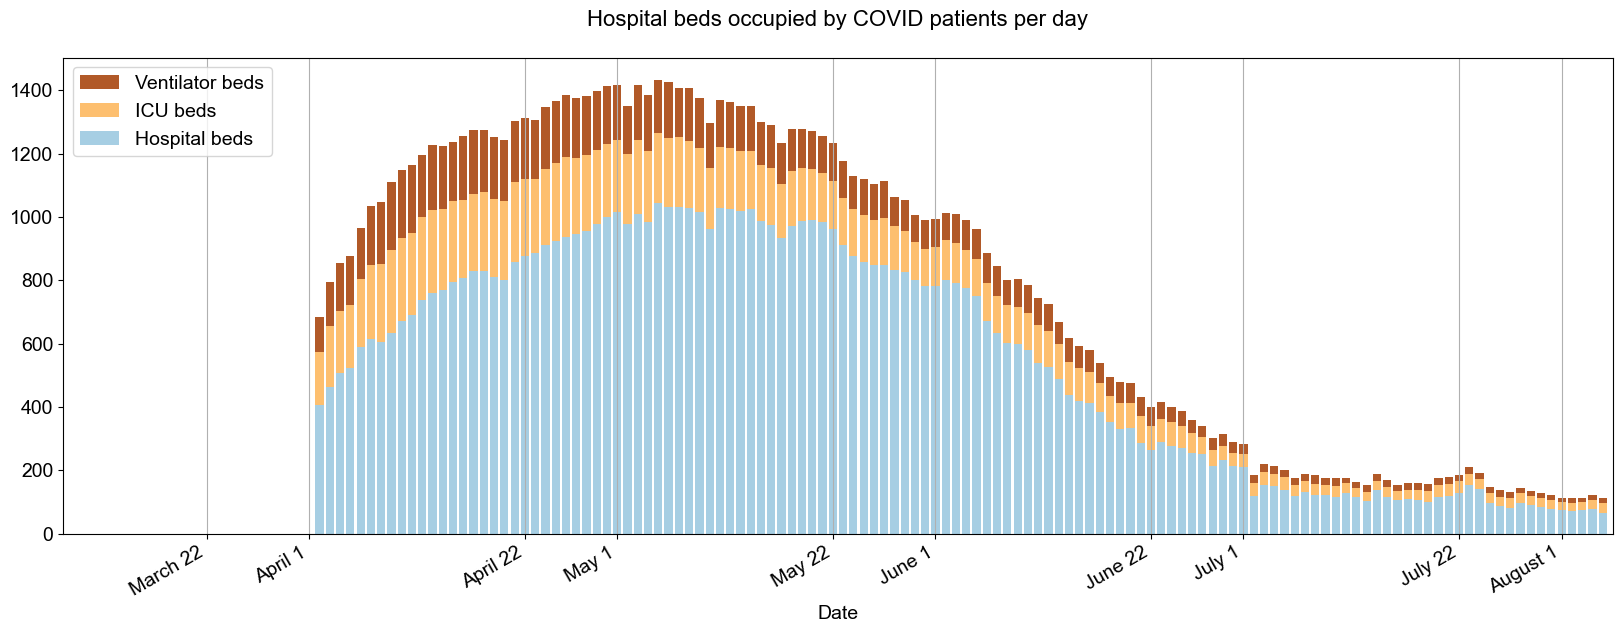 Hospital beds occupied by COVID patients per day
Ventilator beds
ICU beds
Hospital beds
1400
1200
1000
800
600
400
200
0
March 22
April 1
April 22
May 1
May 22
June 1
June 22
July 1
July 22
August 1
Date